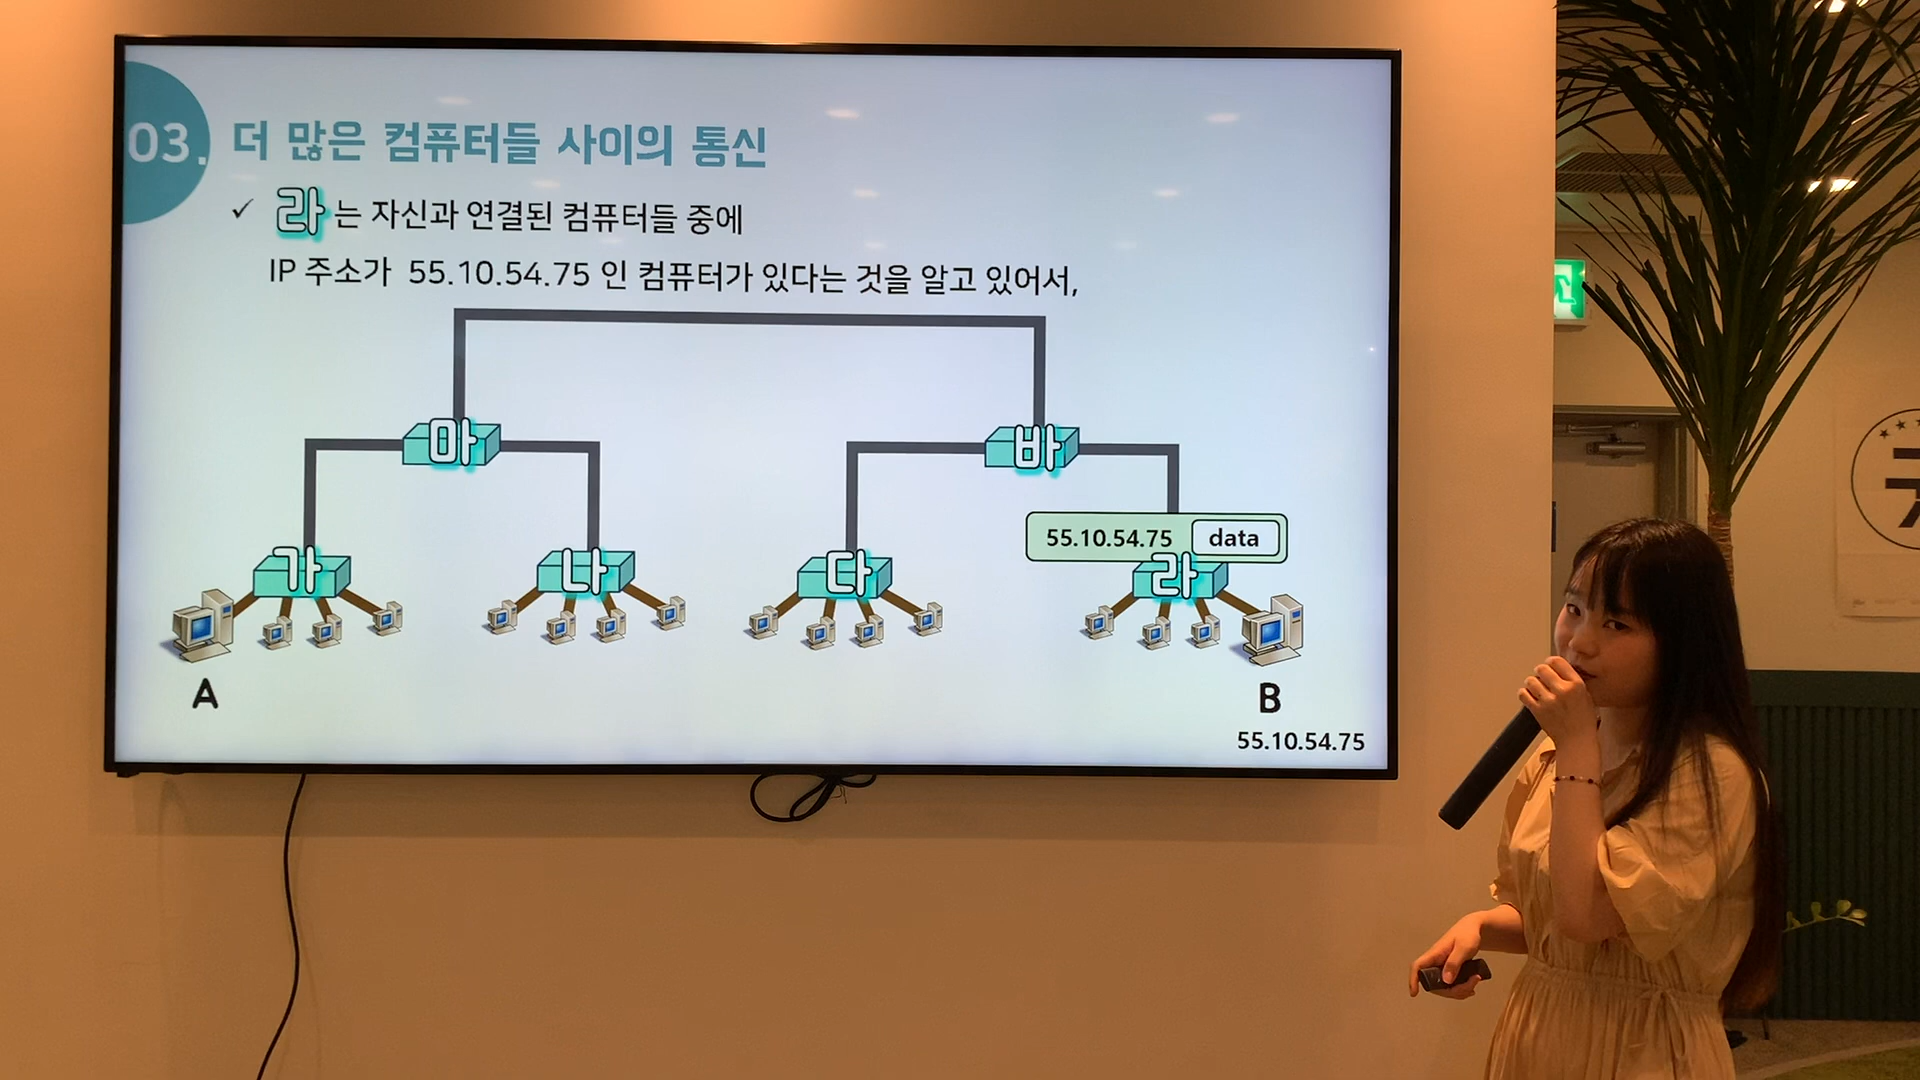 03. 더 많은 컴퓨터들 사이의 통신
✓ 라는 자신과 연결된 컴퓨터들 중에
IP 주소가 55.10.54.75 인 컴퓨터가 있다는 것을 알고 있어서,
마 바
55.10.54.75 data
가 나 다 라
A B
55.10.54.75